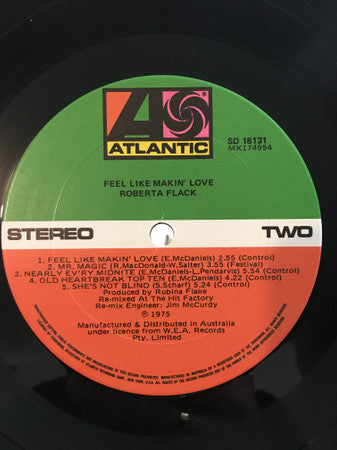 ATLANTIC
SD 18131
MX174954
FEEL LIKE MAKIN' LOVE
ROBERTA FLACK
STEREO
TWO
1. FEEL LIKE MAKIN' LOVE (E.McDaniels) 2.55 (Control)
2. MR. MAGIC (R.MacDonald-W.Salter) 3.55 (Festival)
3. NEARLY EV'RY MIDNITE (E.McDaniels-L.Pendarvis) 5.54 (Control)
4. OLD HEARTBREAK TOP TEN (E.McDaniels) 4.22 (Control)
5. SHE'S NOT BLIND (S.Scharf) 5.24 (Control)
Produced by Rubina Flake
Re-mixed At The Hit Factory
Re-mix Engineer: Jim McCurdy
℗ 1975
Manufactured & Distributed in Australia
under licence from W.E.A. Records
Pty. Limited